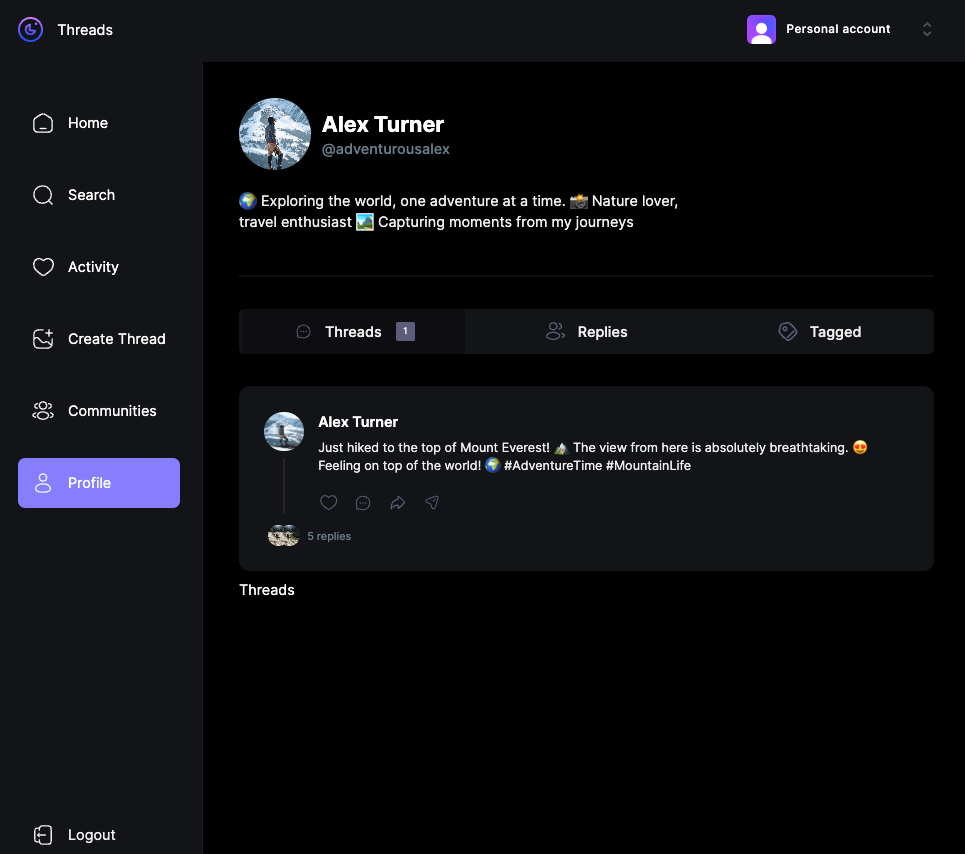 Threads
Personal account
Home
Search
Activity
Create Thread
Communities
Profile
Logout
Alex Turner
@adventurousalex
🌍 Exploring the world, one adventure at a time. 📸 Nature lover,
travel enthusiast 🏞️ Capturing moments from my journeys
Threads 1
Replies
Tagged
Alex Turner
Just hiked to the top of Mount Everest! ⛰️ The view from here is absolutely breathtaking. 😍
Feeling on top of the world! 🌍 #AdventureTime #MountainLife
5 replies
Threads